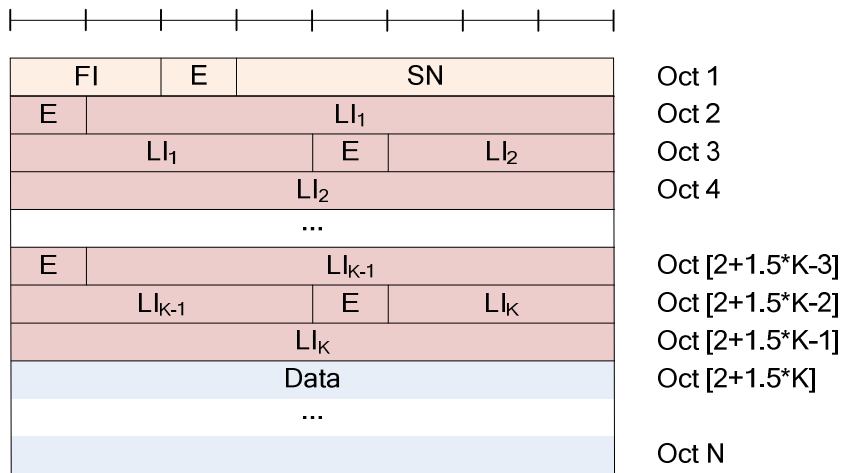 FI E SN Oct 1
E LI₁ Oct 2
LI₁ E LI₂ Oct 3
LI₂ Oct 4
...
E LIₖ₋₁ Oct [2+1.5*K-3]
LIₖ₋₁ E LIₖ Oct [2+1.5*K-2]
LIₖ Oct [2+1.5*K-1]
Data Oct [2+1.5*K]
...
Oct N